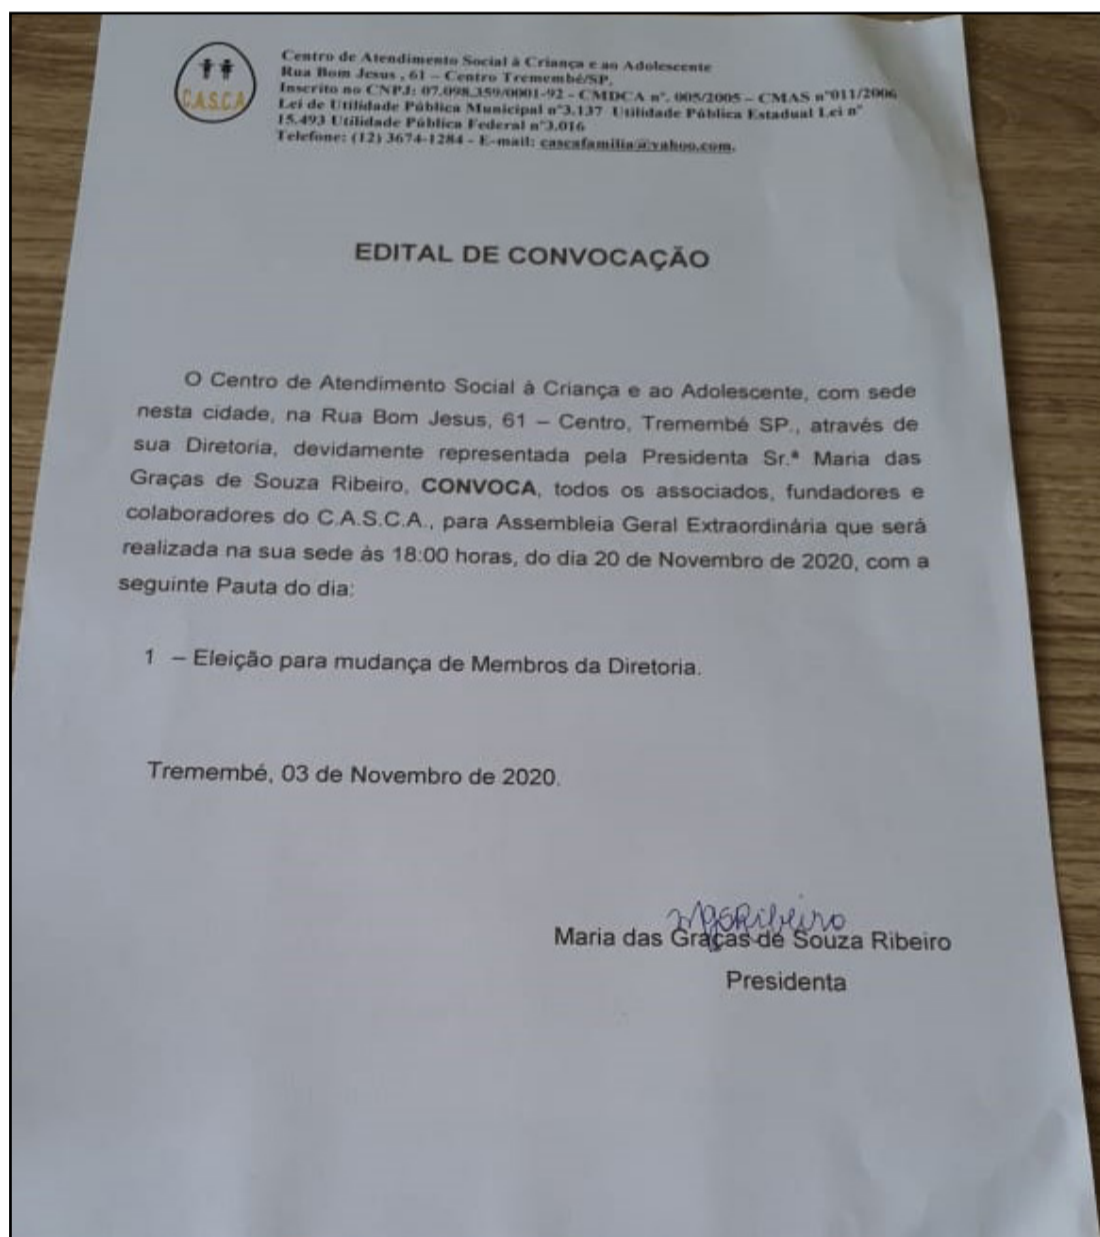 C.A.S.C.A
Centro de Atendimento Social à Criança e ao Adolescente
Rua Bom Jesus , 61 – Centro Tremembé/SP.
Inscrito no CNPJ: 07.098.359/0001-92 - CMDCA nº. 005/2005 – CMAS nº011/2006
Lei de Utilidade Pública Municipal nº3.137 Utilidade Pública Estadual Lei nº
15.493 Utilidade Pública Federal nº3.016
Telefone: (12) 3674-1284 - E-mail: cascafamilia@yahoo.com.
EDITAL DE CONVOCAÇÃO
O Centro de Atendimento Social à Criança e ao Adolescente, com sede
nesta cidade, na Rua Bom Jesus, 61 – Centro, Tremembé SP., através de
sua Diretoria, devidamente representada pela Presidenta Sr.ª Maria das
Graças de Souza Ribeiro, CONVOCA, todos os associados, fundadores e
colaboradores do C.A.S.C.A., para Assembleia Geral Extraordinária que será
realizada na sua sede às 18:00 horas, do dia 20 de Novembro de 2020, com a
seguinte Pauta do dia:
1 – Eleição para mudança de Membros da Diretoria.
Tremembé, 03 de Novembro de 2020.
MGSRibeiro
Maria das Graças de Souza Ribeiro
Presidenta